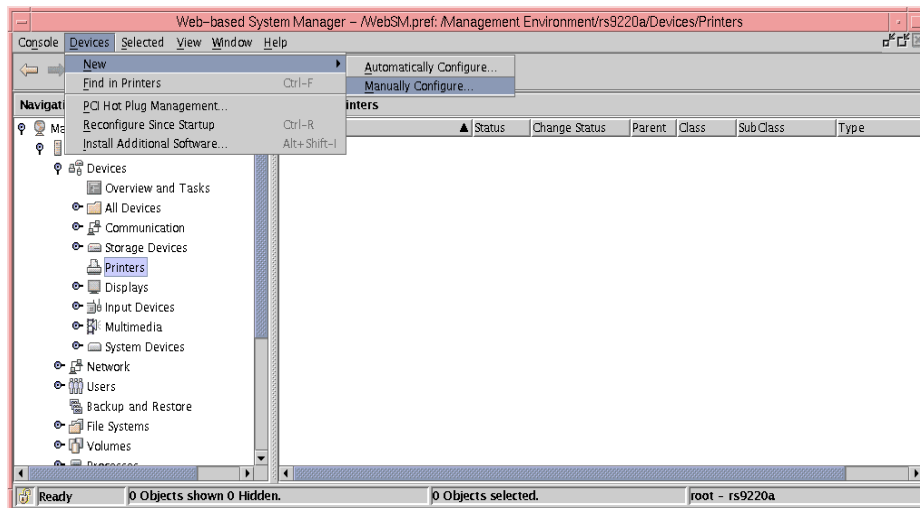 Web-based System Manager - /WebSM.pref: /Management Environment/rs9220a/Devices/Printers
Console Devices Selected View Window Help
New
Find in Printers Ctrl-F
PCI Hot Plug Management...
Reconfigure Since Startup Ctrl-R
Install Additional Software... Alt+Shift-I
Automatically Configure...
Manually Configure...
Status Change Status Parent Class SubClass Type
Devices
Overview and Tasks
All Devices
Communication
Storage Devices
Printers
Displays
Input Devices
Multimedia
System Devices
Network
Users
Backup and Restore
File Systems
Volumes
Processes
Ready 0 Objects shown 0 Hidden. 0 Objects selected. root - rs9220a